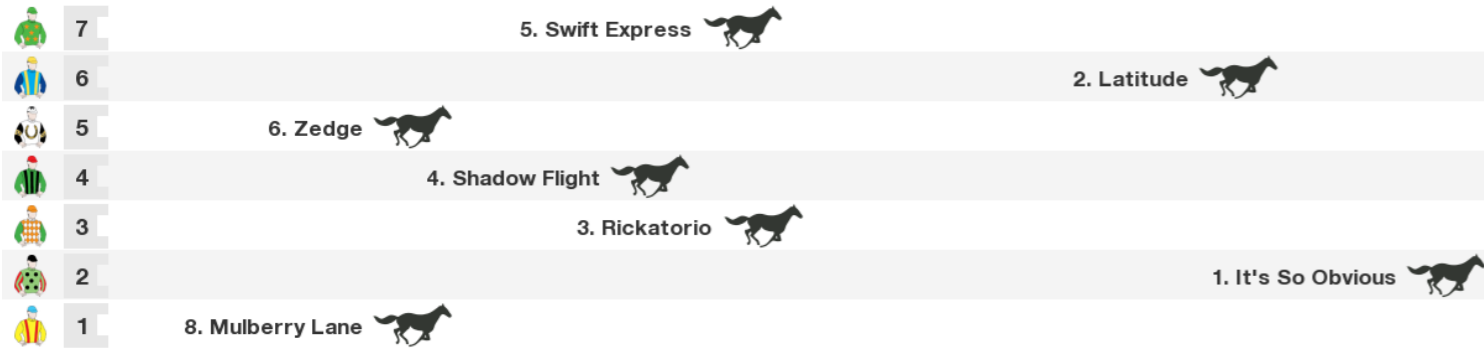 7 5. Swift Express
6 2. Latitude
5 6. Zedge
4 4. Shadow Flight
3 3. Rickatorio
2 1. It's So Obvious
1 8. Mulberry Lane